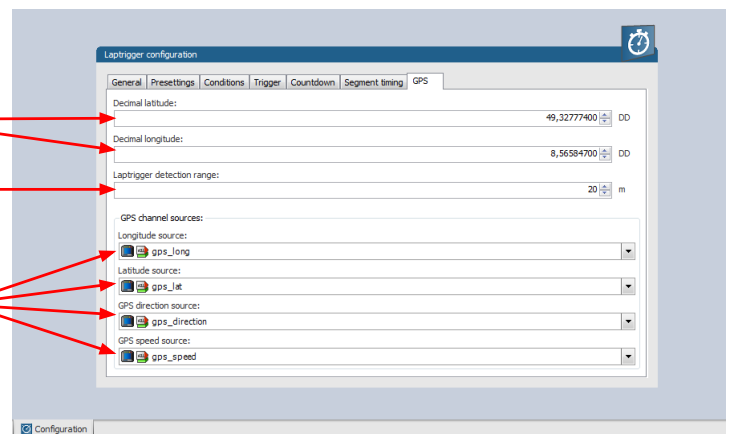 Laptrigger configuration
General Presettings Conditions Trigger Countdown Segment timing GPS
Decimal latitude:
49,32777400 DD
Decimal longitude:
8,56584700 DD
Laptrigger detection range:
20 m
GPS channel sources:
Longitude source:
gps_long
Latitude source:
gps_lat
GPS direction source:
gps_direction
GPS speed source:
gps_speed
Configuration